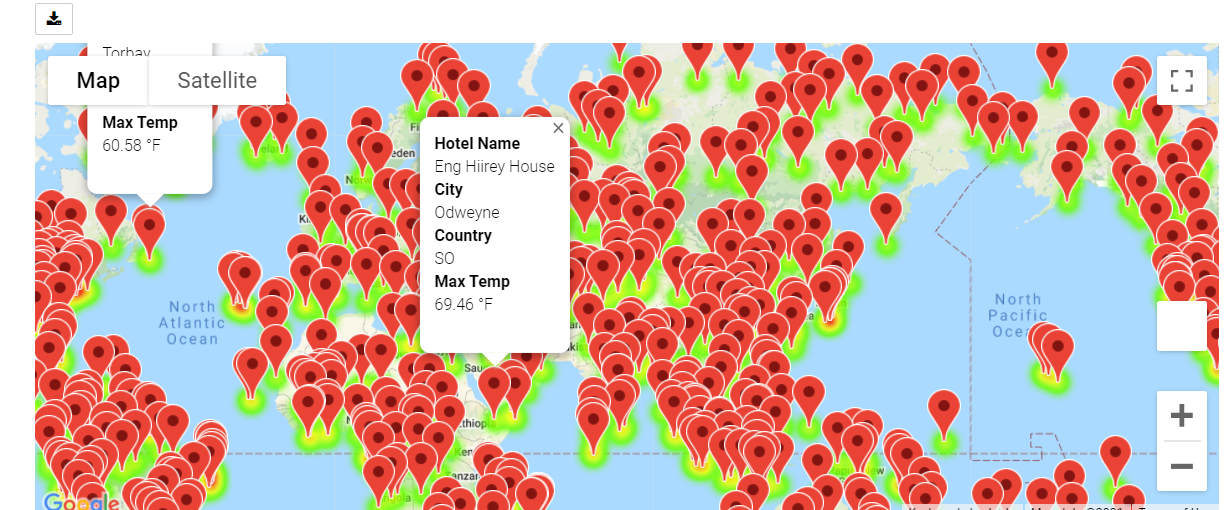 Torbay
Map
Satellite
Max Temp
60.58 °F
Hotel Name
Eng Hiirey House
City
Odweyne
Country
SO
Max Temp
69.46 °F
North
Atlantic
Ocean
North
Pacific
Google